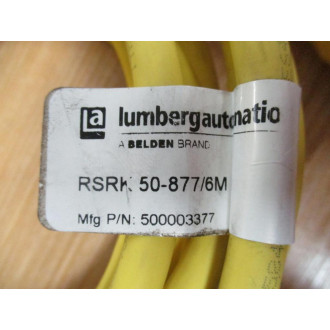 la
lumbergautomatio
A BELDEN BRAND
RSRK 50-877/6M
Mfg P/N: 500003377